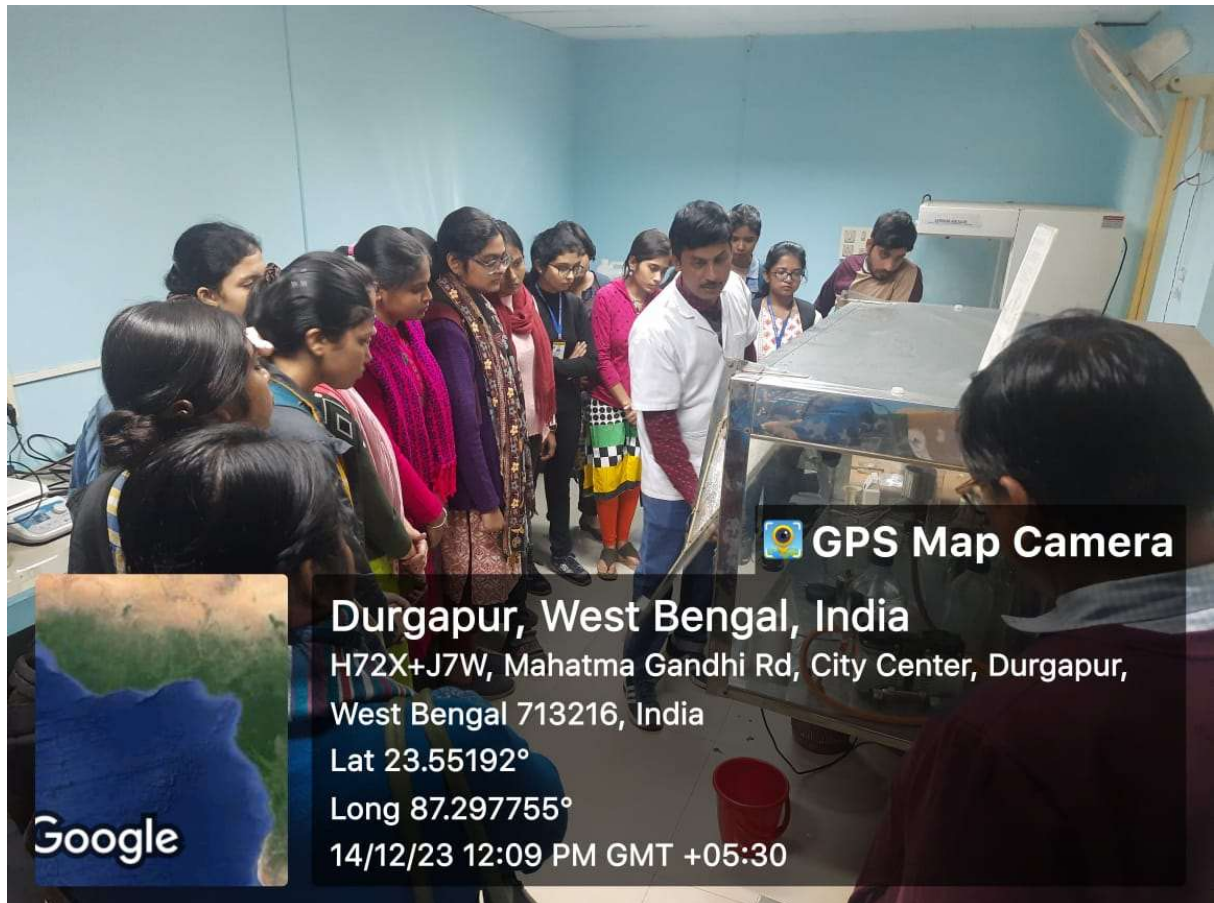 GPS Map Camera
Durgapur, West Bengal, India
H72X+J7W, Mahatma Gandhi Rd, City Center, Durgapur,
West Bengal 713216, India
Lat 23.55192°
Long 87.297755°
14/12/23 12:09 PM GMT +05:30
Google